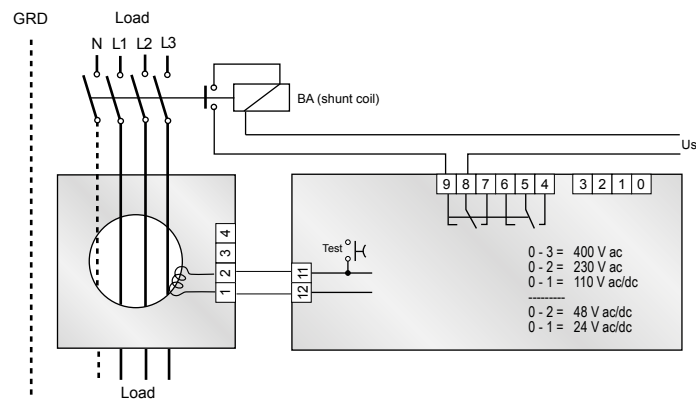 GRD
Load
N L1 L2 L3
BA (shunt coil)
Us
9 8 7 6 5 4 3 2 1 0
4
3
2
1
11
12
Test
0 - 3 = 400 V ac
0 - 2 = 230 V ac
0 - 1 = 110 V ac/dc
---------
0 - 2 = 48 V ac/dc
0 - 1 = 24 V ac/dc
Load